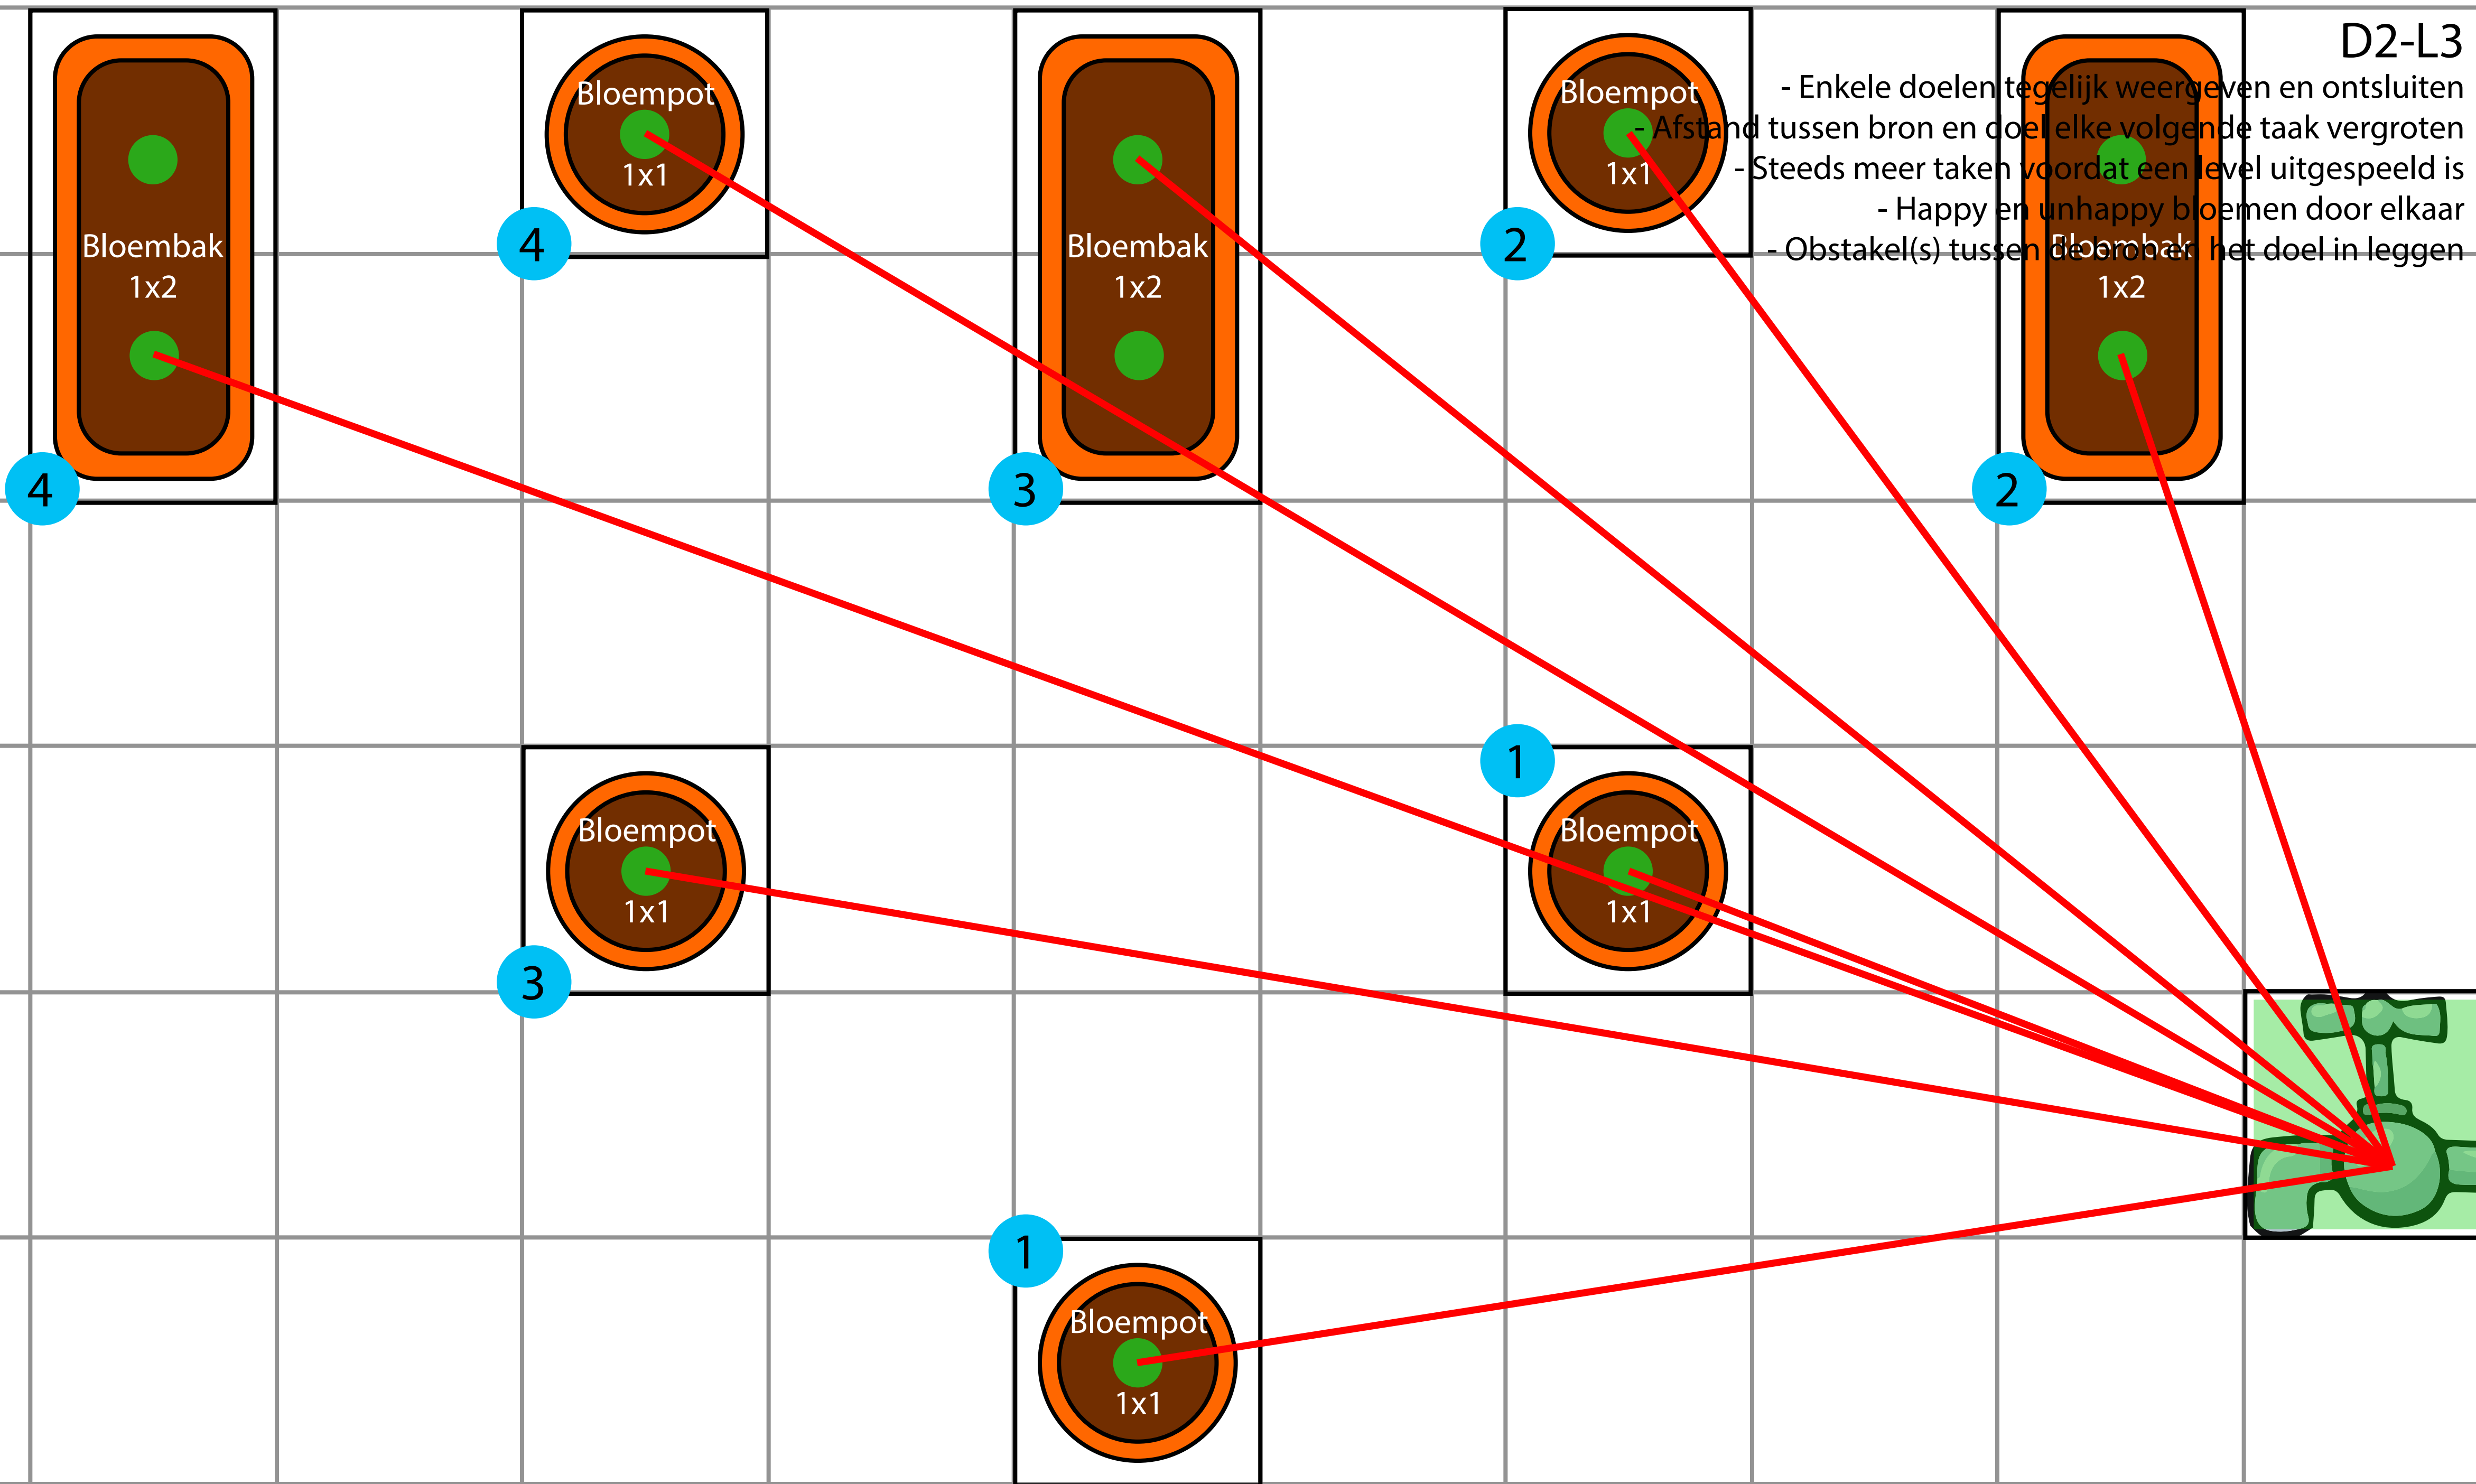 D2-L3
- Enkele doelen tegelijk weergeven en ontsluiten
- Afstand tussen bron en doel elke volgende taak vergroten
- Steeds meer taken voordat een level uitgespeeld is
- Happy en unhappy bloemen door elkaar
- Obstakel(s) tussen de bron en het doel in leggen
Bloembak
1x2
4
Bloempot
1x1
4
Bloembak
1x2
3
Bloempot
1x1
2
Bloembak
1x2
2
Bloempot
1x1
3
1
Bloempot
1x1
1
Bloempot
1x1